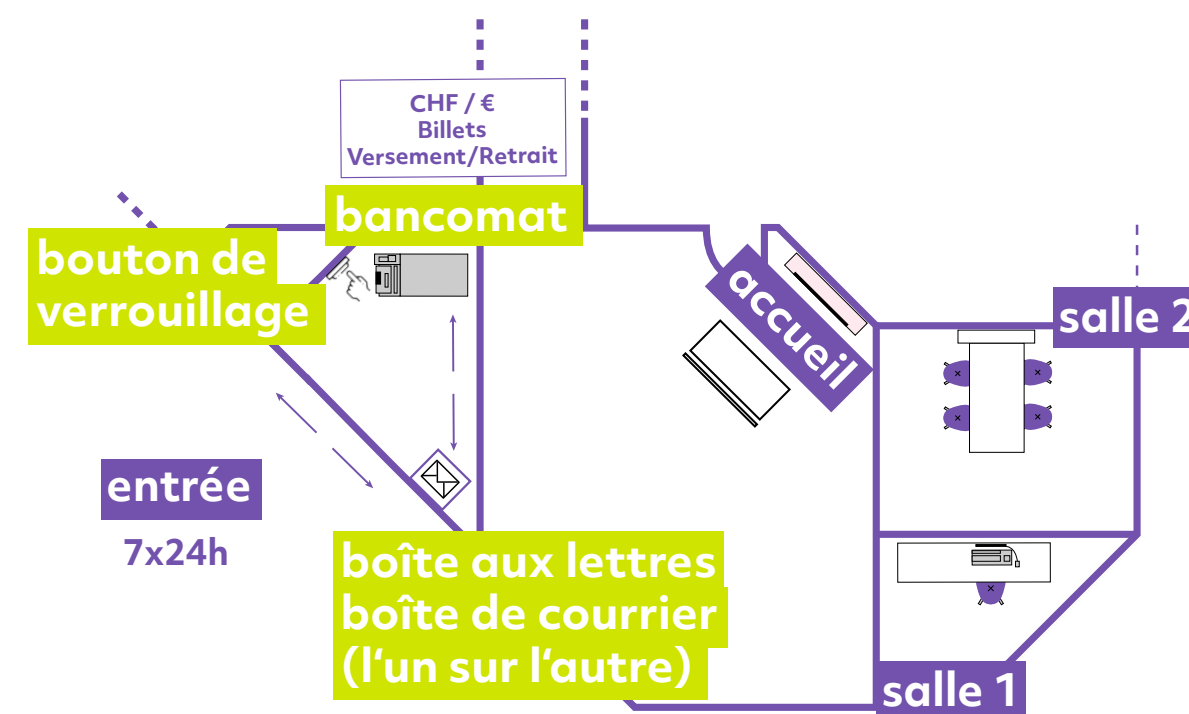 CHF / €
Billets
Versement/Retrait
bancomat
bouton de
verrouillage
accueil
salle 2
entrée
7x24h
boîte aux lettres
boîte de courrier
(l‘un sur l‘autre)
salle 1